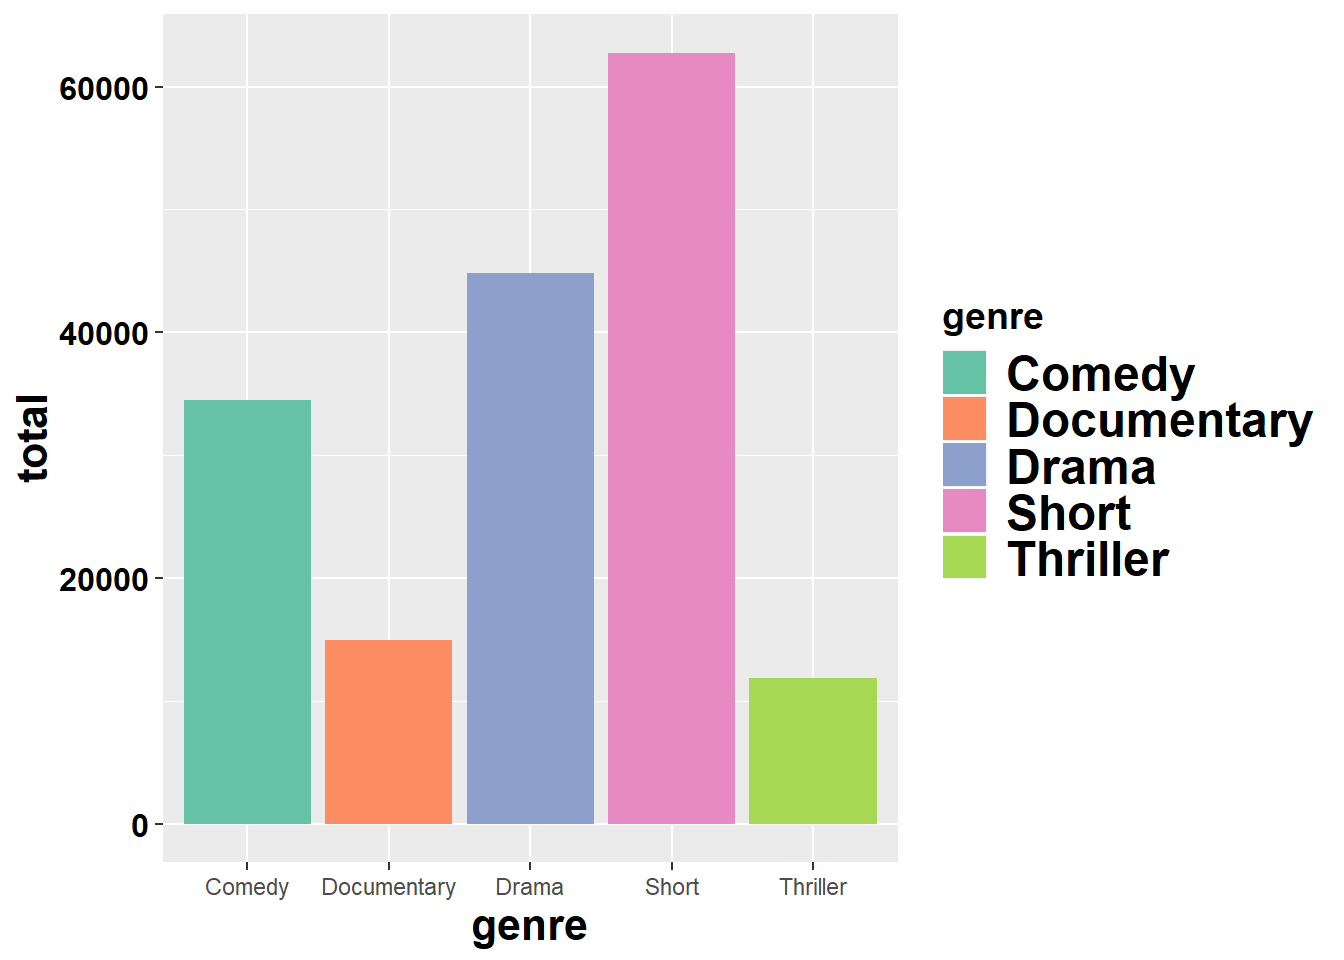 total
60000
40000
20000
0
Comedy Documentary Drama Short Thriller
genre
genre
Comedy
Documentary
Drama
Short
Thriller